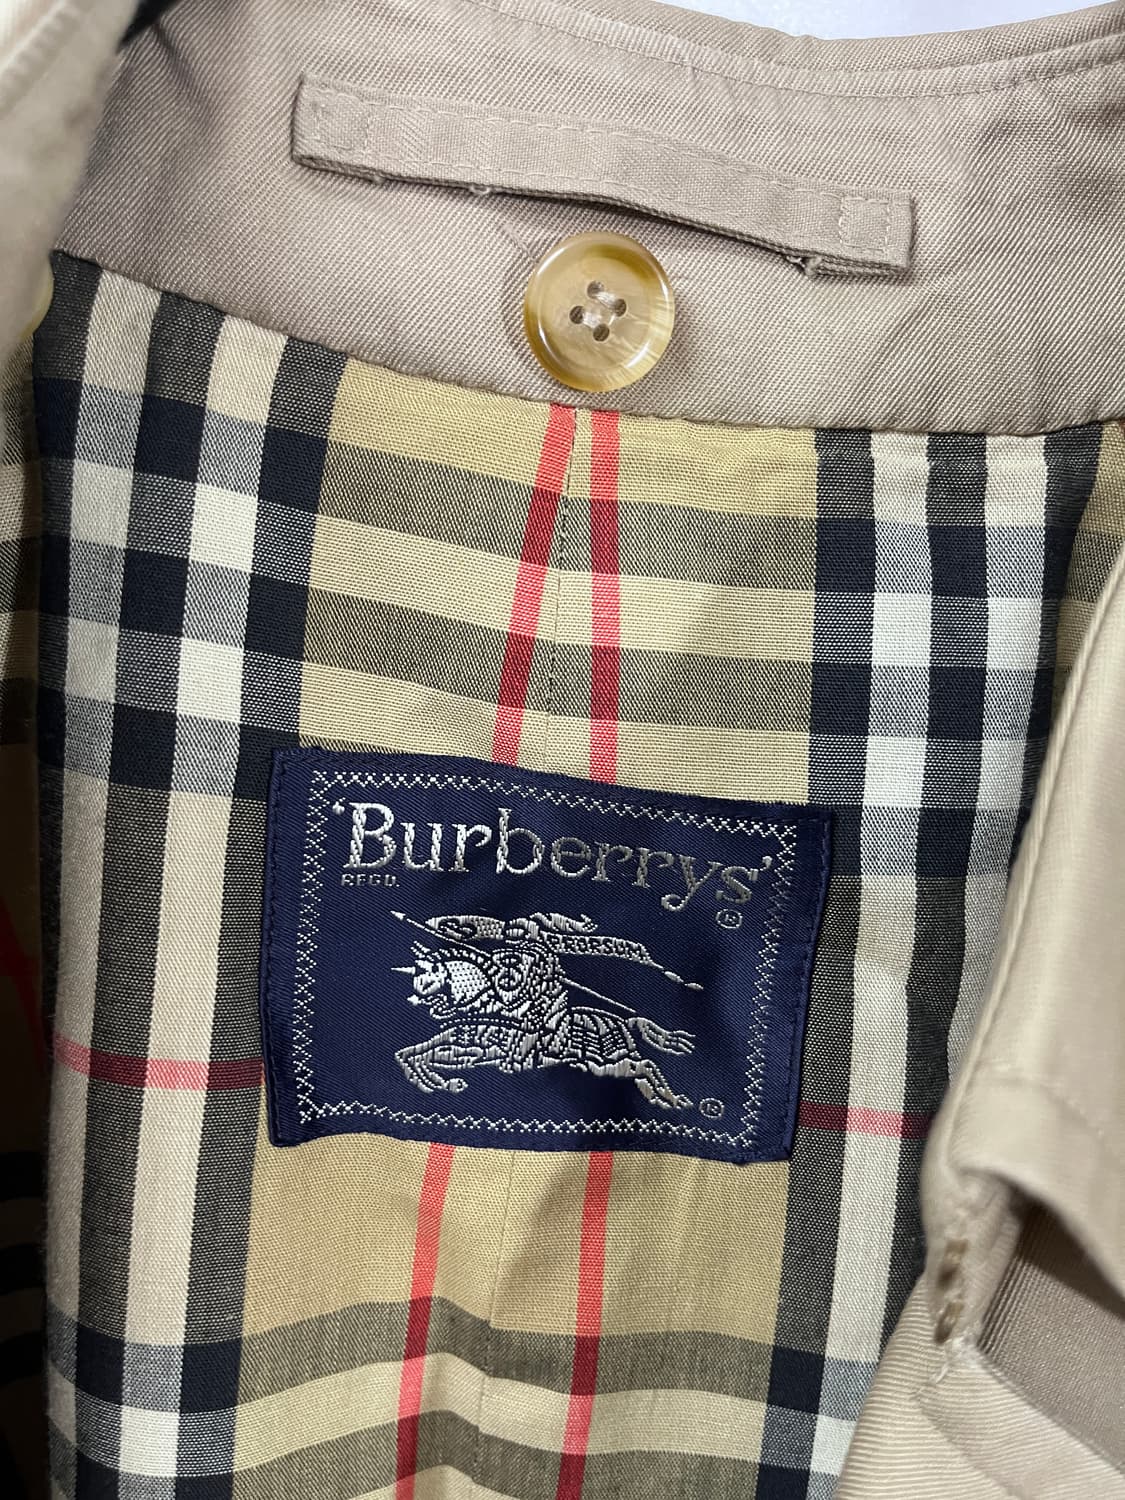 'Burberrys'
REGD. ®
PRORSUM
®